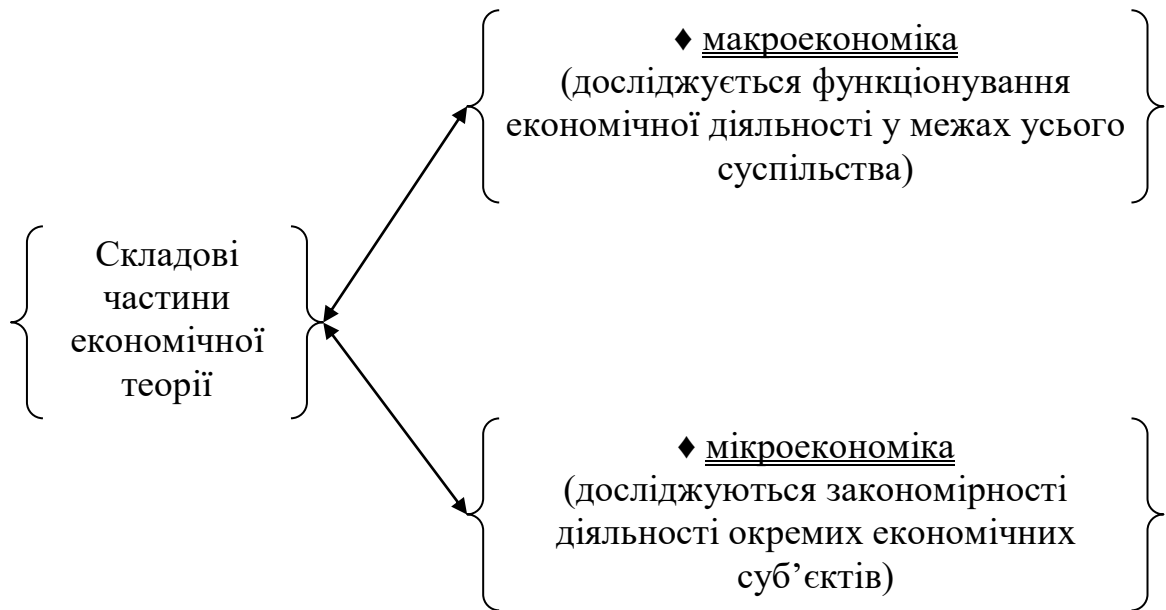 ♦ макроекономіка
(досліджується функціонування
економічної діяльності у межах усього
суспільства)
Складові
частини
економічної
теорії
♦ мікроекономіка
(досліджуються закономірності
діяльності окремих економічних
суб’єктів)